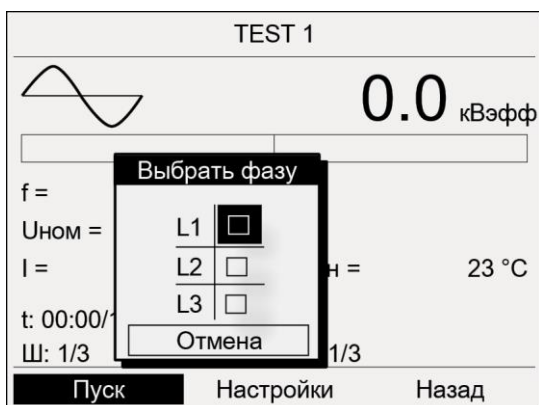 TEST 1
0.0 кВэфф
Выбрать фазу
f =
Uном =
L1
I =
L2
н = 23 °C
L3
t: 00:00/
Отмена
Ш: 1/3
1/3
Пуск Настройки Назад